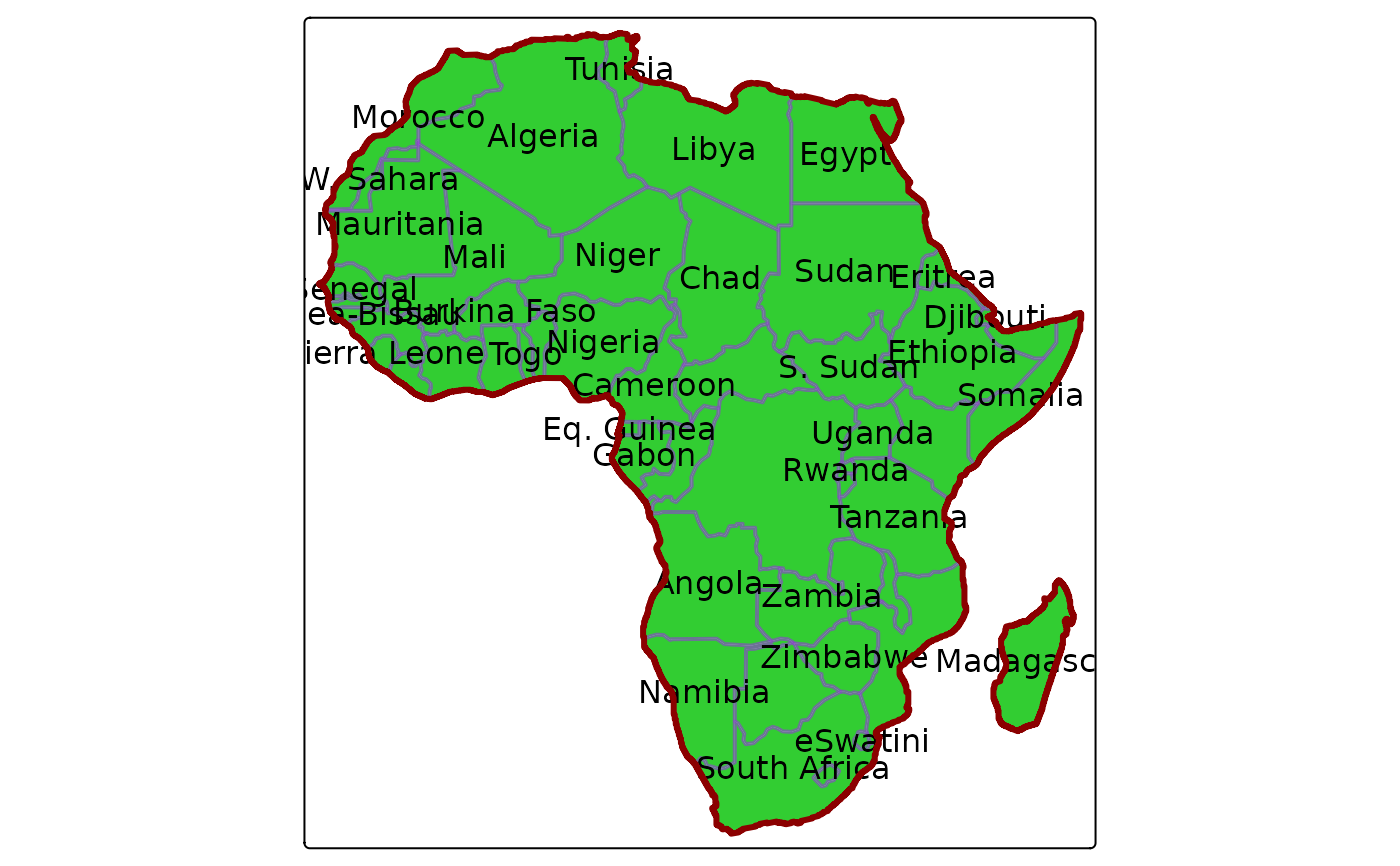 Tunisia
Morocco
Algeria
Libya
Egypt
W. Sahara
Mauritania
Mali
Niger
Chad
Sudan
Eritrea
enegal
ea-Bissau
Burkina Faso
Djibouti
Nigeria
Ethiopia
ierra Leone
Togo
S. Sudan
Cameroon
Somalia
Eq. Guinea
Uganda
Gabon
Rwanda
Tanzania
Angola
Zambia
Zimbabwe
Madagasc
Namibia
eSwatini
South Africa